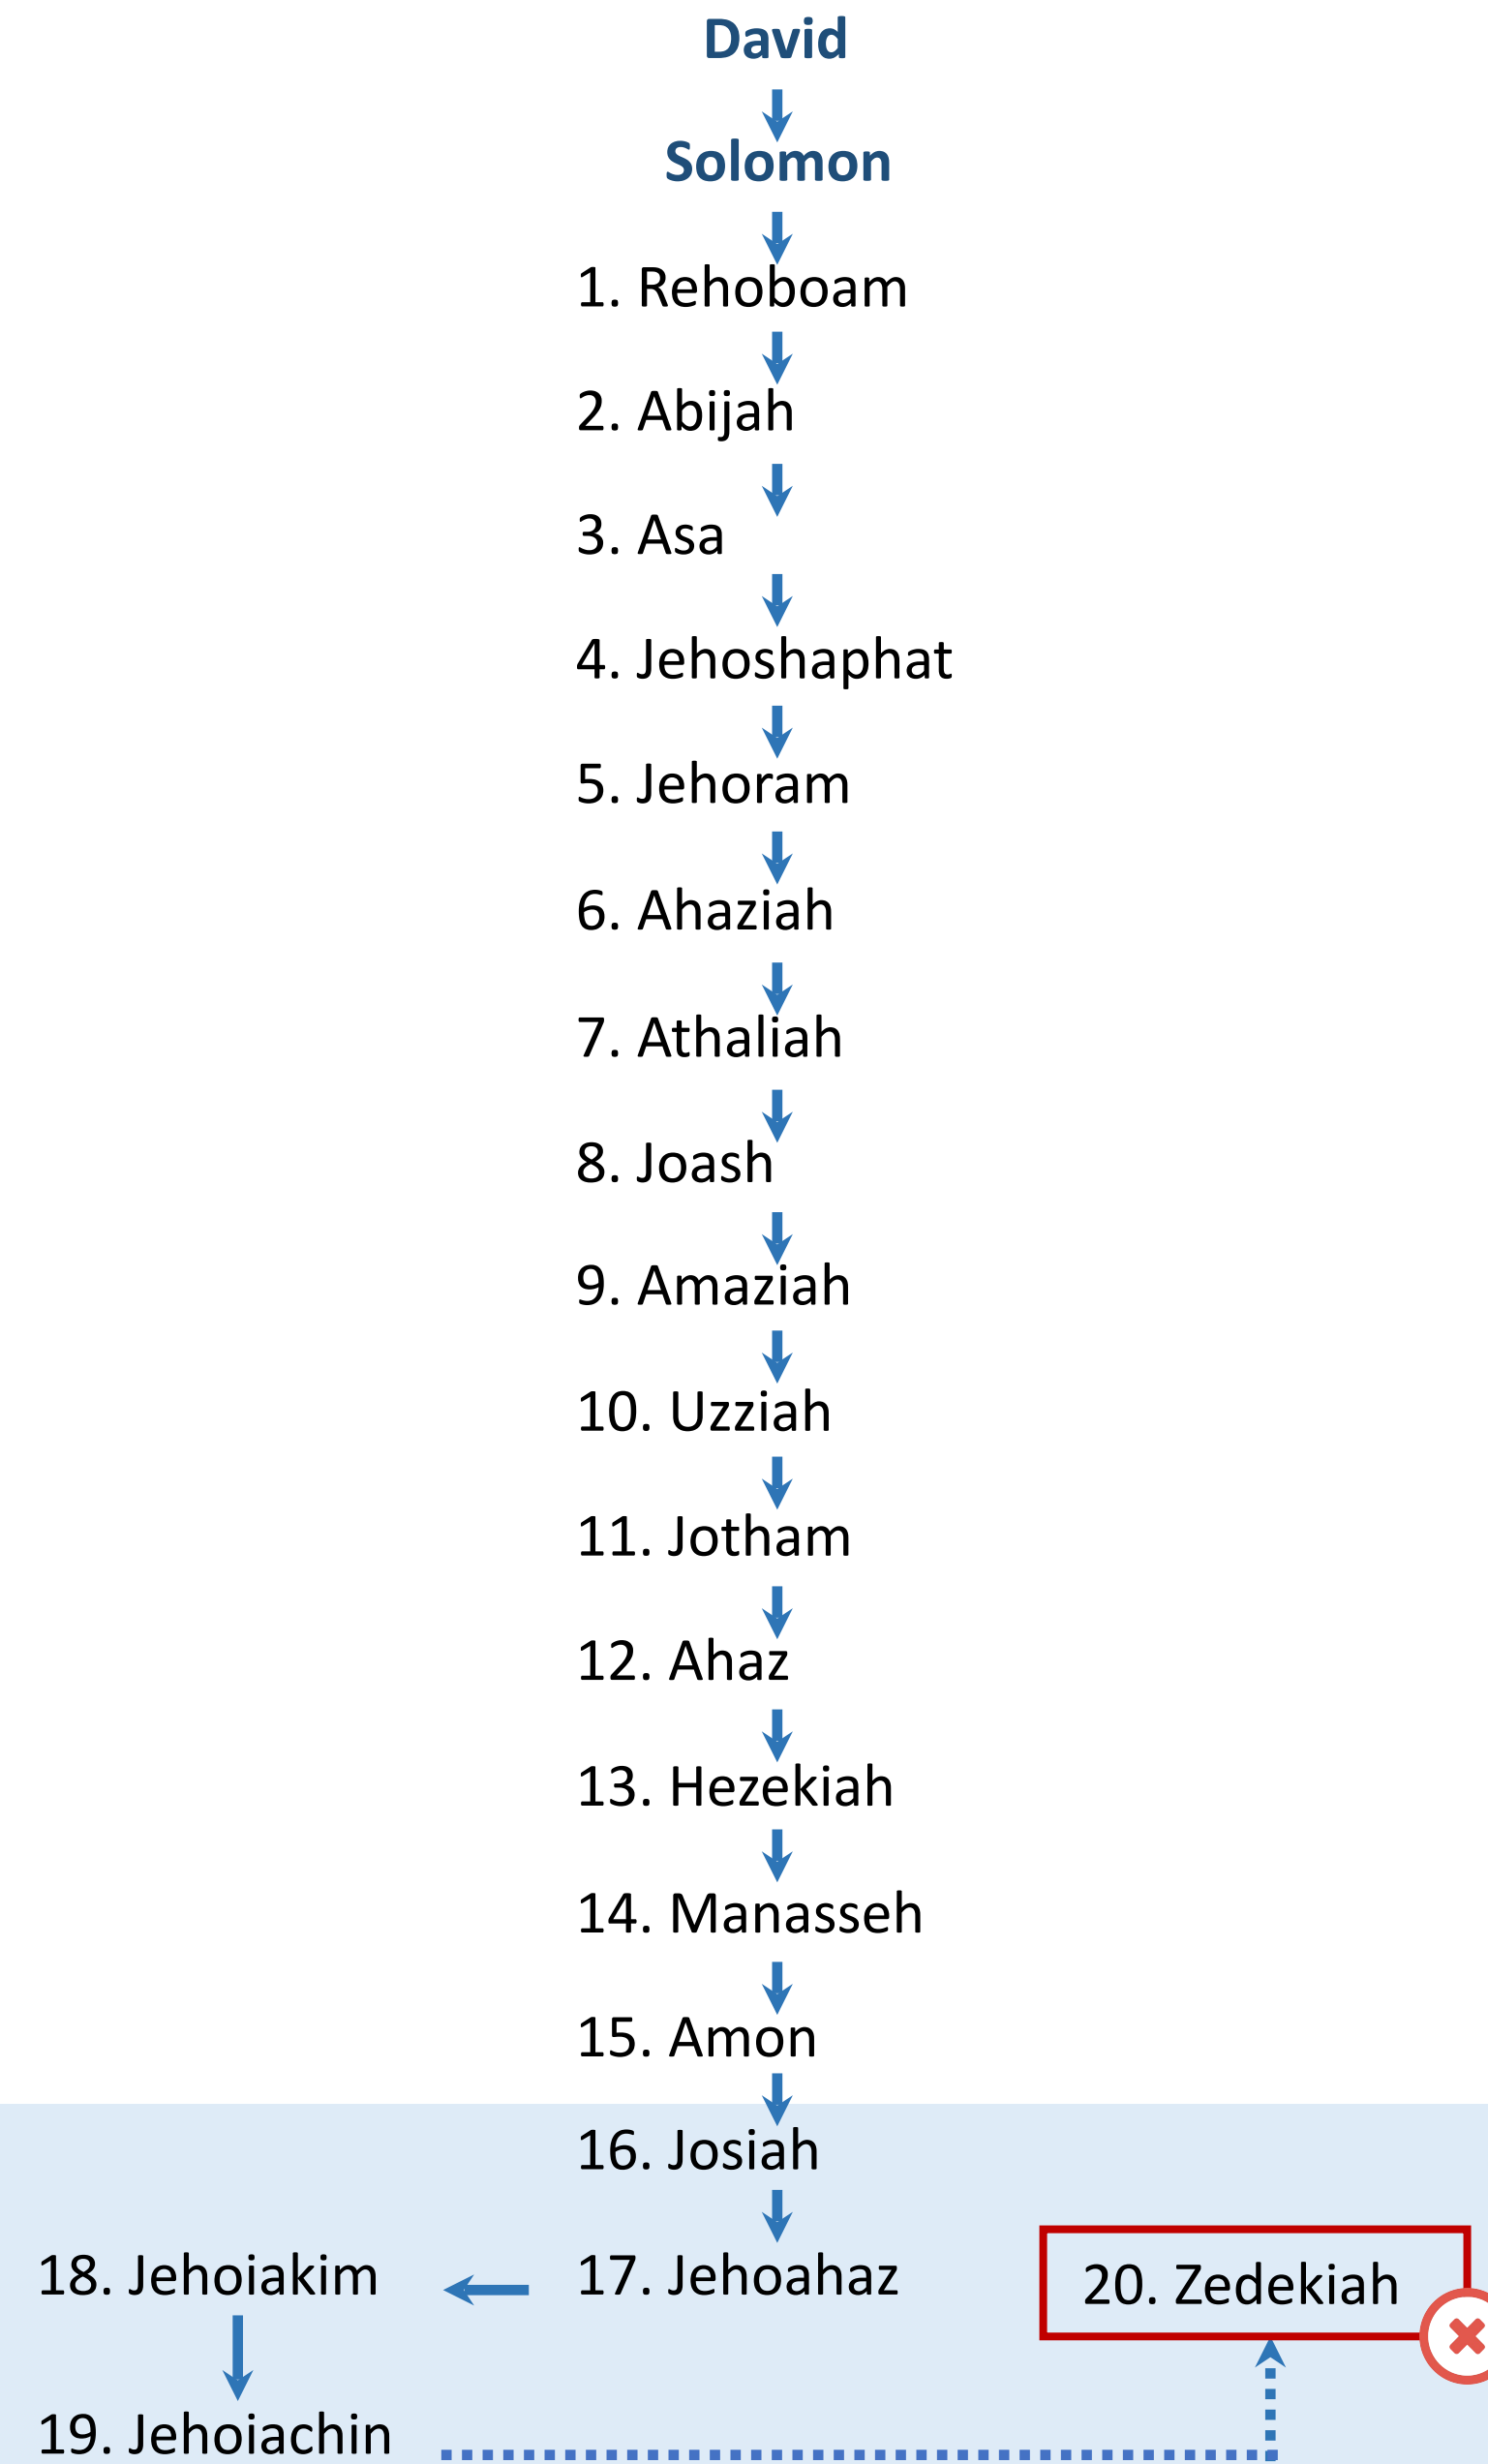 David
Solomon
1. Rehoboam
2. Abijah
3. Asa
4. Jehoshaphat
5. Jehoram
6. Ahaziah
7. Athaliah
8. Joash
9. Amaziah
10. Uzziah
11. Jotham
12. Ahaz
13. Hezekiah
14. Manasseh
15. Amon
16. Josiah
18. Jehoiakim
17. Jehoahaz
20. Zedekiah
19. Jehoiachin